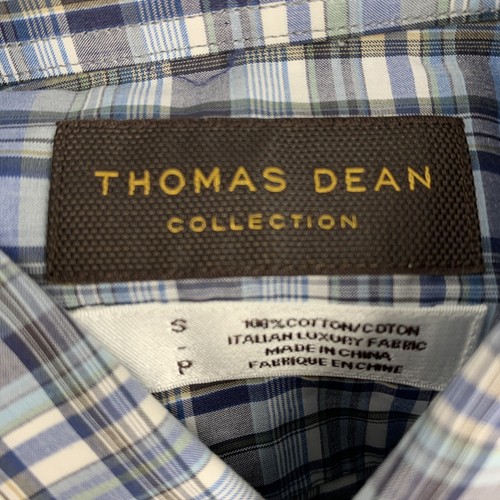 THOMAS DEAN
COLLECTION
S
-
P
100% COTTON/COTON
ITALIAN LUXURY FABRIC
MADE IN CHINA
FABRIQUE EN CHINE